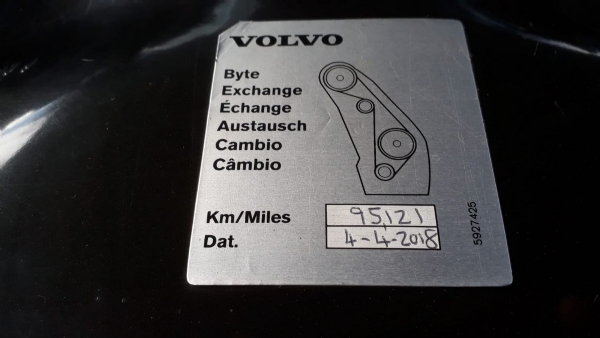 VOLVO
Byte
Exchange
Échange
Austausch
Cambio
Câmbio
Km/Miles 95,121
Dat. 4-4-2018
5927425